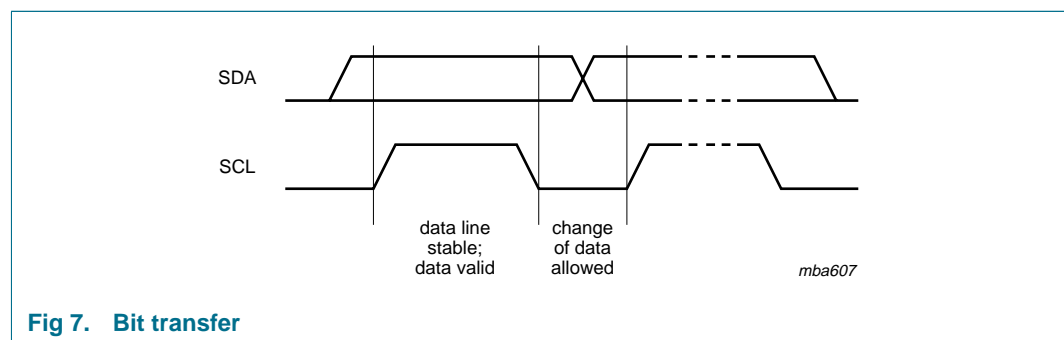 SDA
SCL
data line
stable;
data valid
change
of data
allowed
mba607
Fig 7. Bit transfer